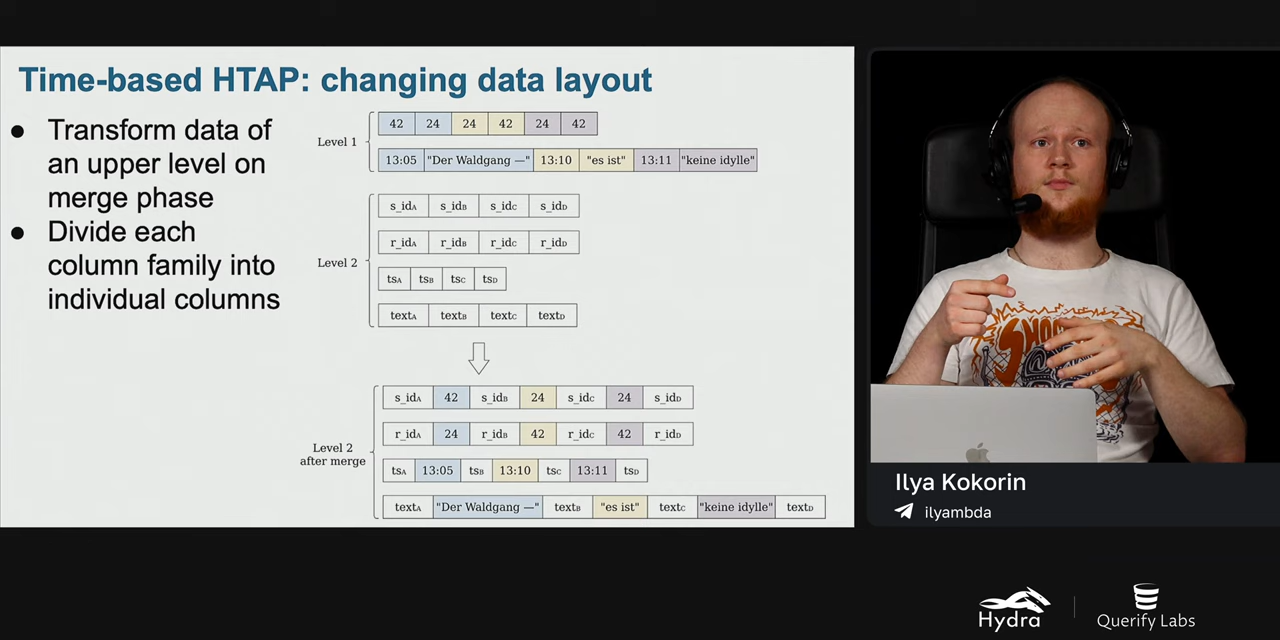 Time-based HTAP: changing data layout
● Transform data of
an upper level on
merge phase
● Divide each
column family into
individual columns
Level 1
42 24 24 42 24 42
13:05 "Der Waldgang —" 13:10 "es ist" 13:11 "keine idylle"
Level 2
s_idA s_idB s_idC s_idD
r_idA r_idB r_idC r_idD
tsA tsB tsC tsD
textA textB textC textD
Level 2
after merge
s_idA 42 s_idB 24 s_idC 24 s_idD
r_idA 24 r_idB 42 r_idC 42 r_idD
tsA 13:05 tsB 13:10 tsC 13:11 tsD
textA "Der Waldgang —" textB "es ist" textC "keine idylle" textD
Ilya Kokorin
ilyambda
Hydra
Querify Labs